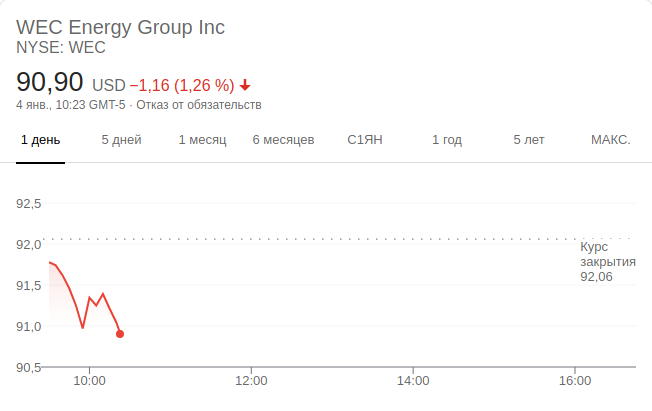 WEC Energy Group Inc
NYSE: WEC
90,90 USD −1,16 (1,26 %)
4 янв., 10:23 GMT-5 · Отказ от обязательств
1 день 5 дней 1 месяц 6 месяцев С1ЯН 1 год 5 лет МАКС.
92,5
92,0
91,5
91,0
90,5
Курс
закрытия
92,06
10:00 12:00 14:00 16:00